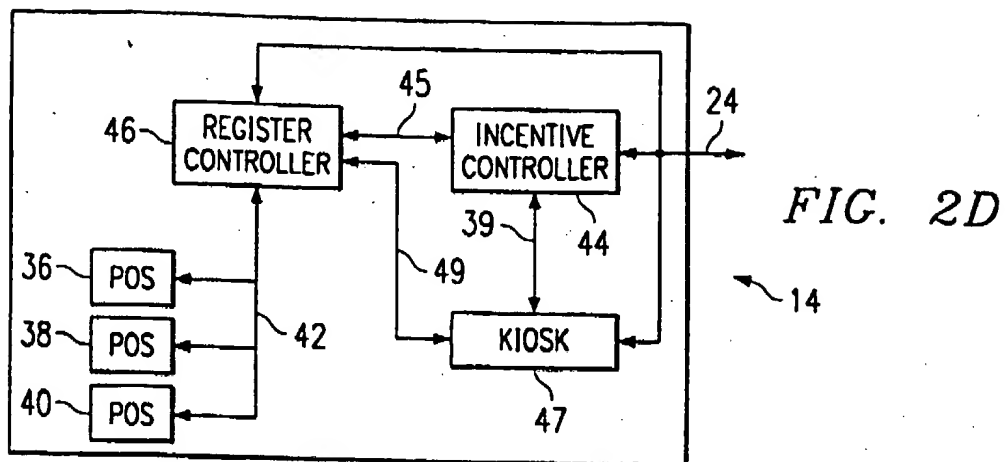 45
24
46
REGISTER
CONTROLLER
INCENTIVE
CONTROLLER
FIG. 2D
39
44
49
14
36
POS
42
38
POS
KIOSK
40
POS
47